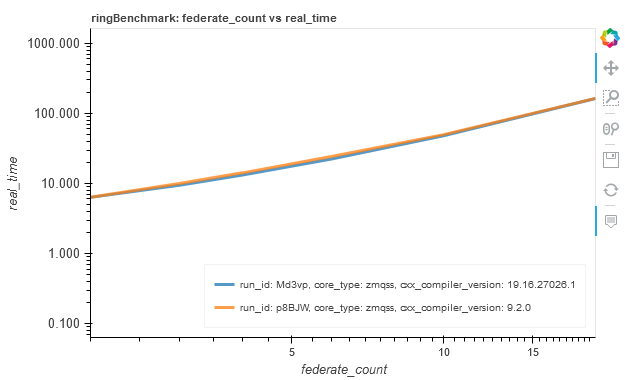 ringBenchmark: federate_count vs real_time
1000.000
100.000
10.000
1.000
0.100
real_time
run_id: Md3vp, core_type: zmqss, cxx_compiler_version: 19.16.27026.1
run_id: p8BJW, core_type: zmqss, cxx_compiler_version: 9.2.0
5
10
15
federate_count